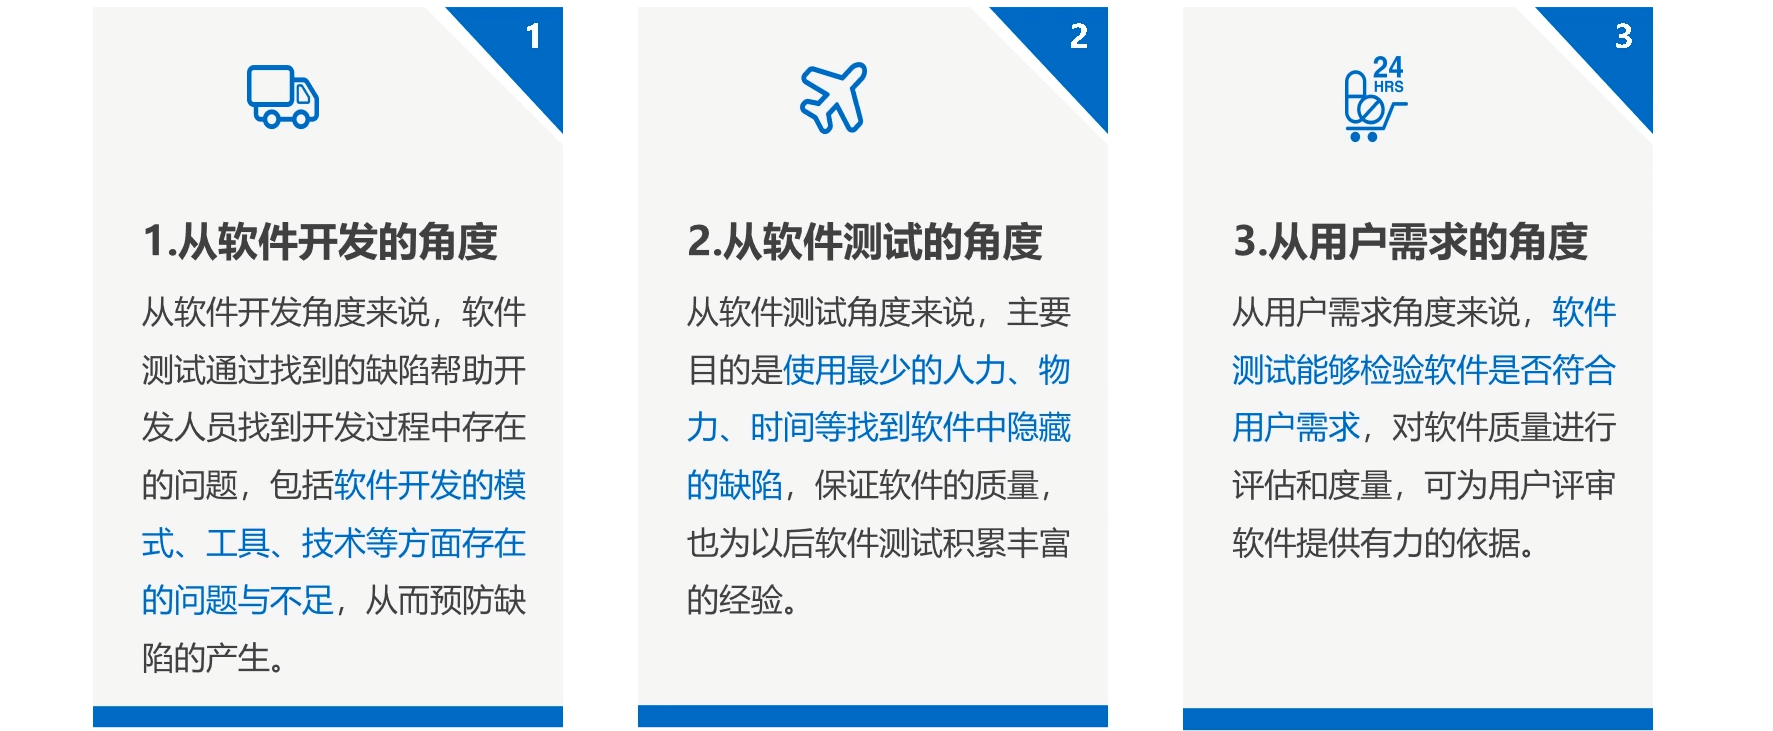 1
1.从软件开发的角度
从软件开发角度来说，软件
测试通过找到的缺陷帮助开
发人员找到开发过程中存在
的问题，包括软件开发的模
式、工具、技术等方面存在
的问题与不足，从而预防缺
陷的产生。
2
2.从软件测试的角度
从软件测试角度来说，主要
目的是使用最少的人力、物
力、时间等找到软件中隐藏
的缺陷，保证软件的质量，
也为以后软件测试积累丰富
的经验。
3
24
HRS
3.从用户需求的角度
从用户需求角度来说，软件
测试能够检验软件是否符合
用户需求，对软件质量进行
评估和度量，可为用户评审
软件提供有力的依据。